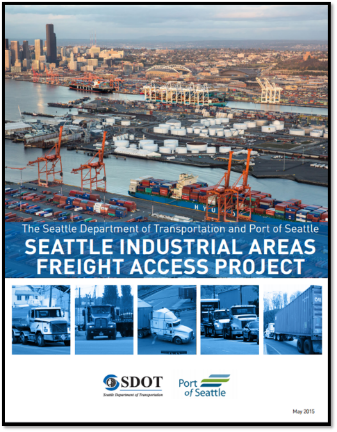 HYUNDAI
The Seattle Department of Transportation and Port of Seattle
SEATTLE INDUSTRIAL AREAS
FREIGHT ACCESS PROJECT
SDOT
Seattle Department of Transportation
Port
of Seattle
May 2015